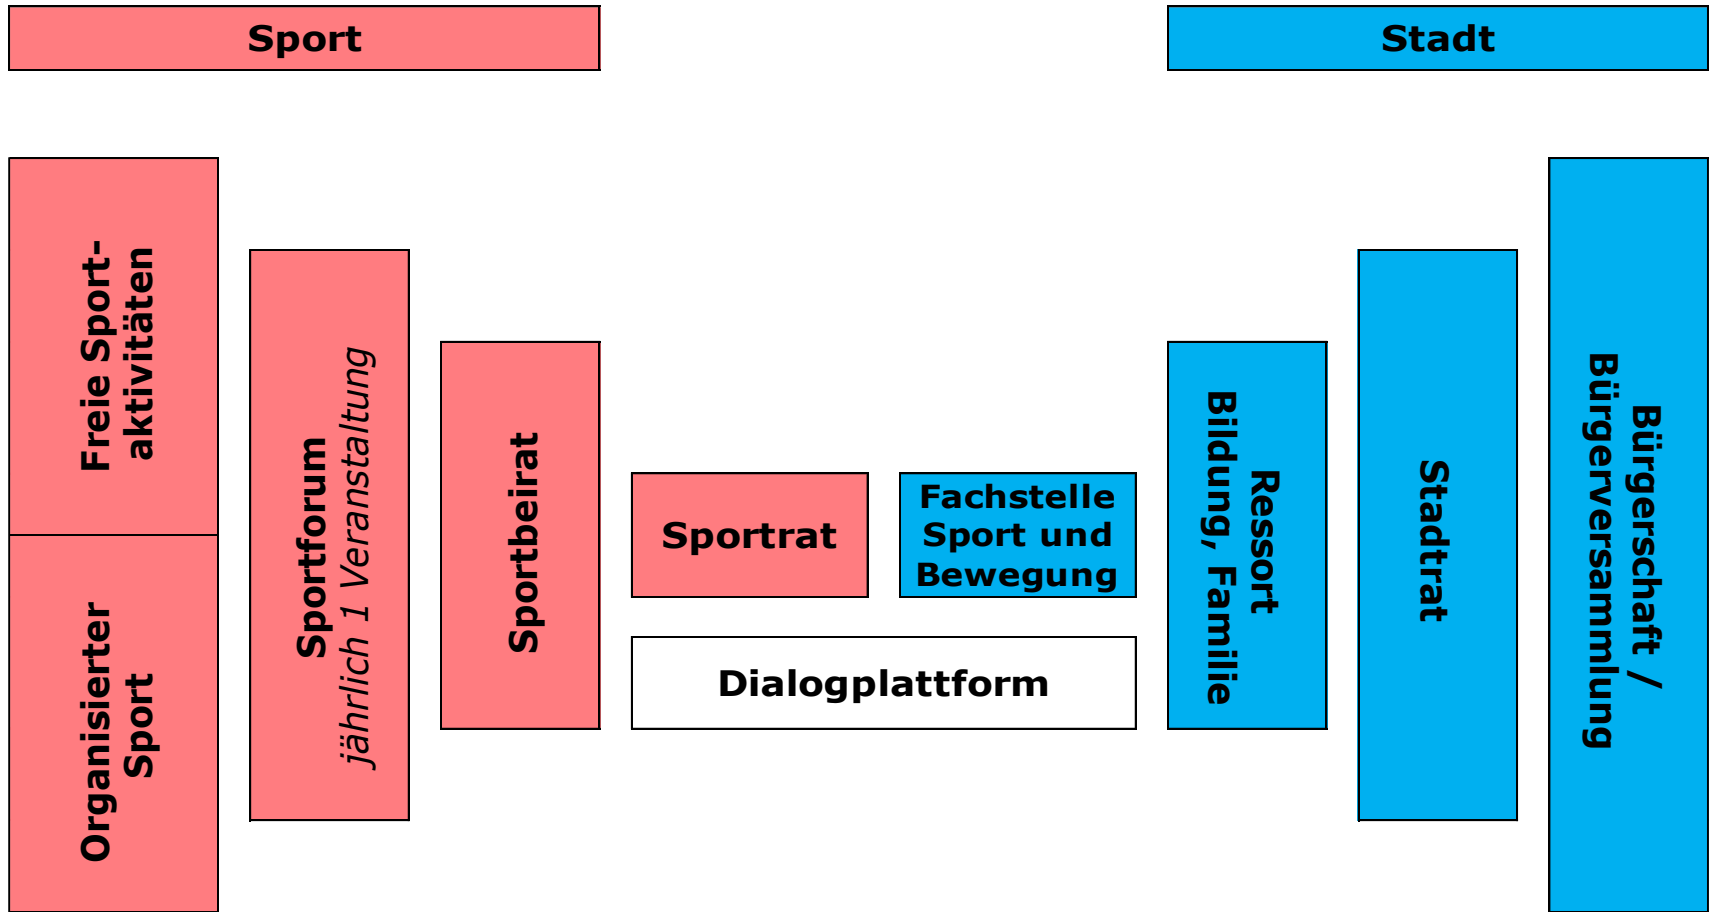 Sport
Stadt
Freie Sport-
aktivitäten
Organisierter
Sport
Sportforum
jährlich 1 Veranstaltung
Sportbeirat
Sportrat
Fachstelle
Sport und
Bewegung
Dialogplattform
Ressort
Bildung, Familie
Stadtrat
Bürgerschaft /
Bürgerversammlung